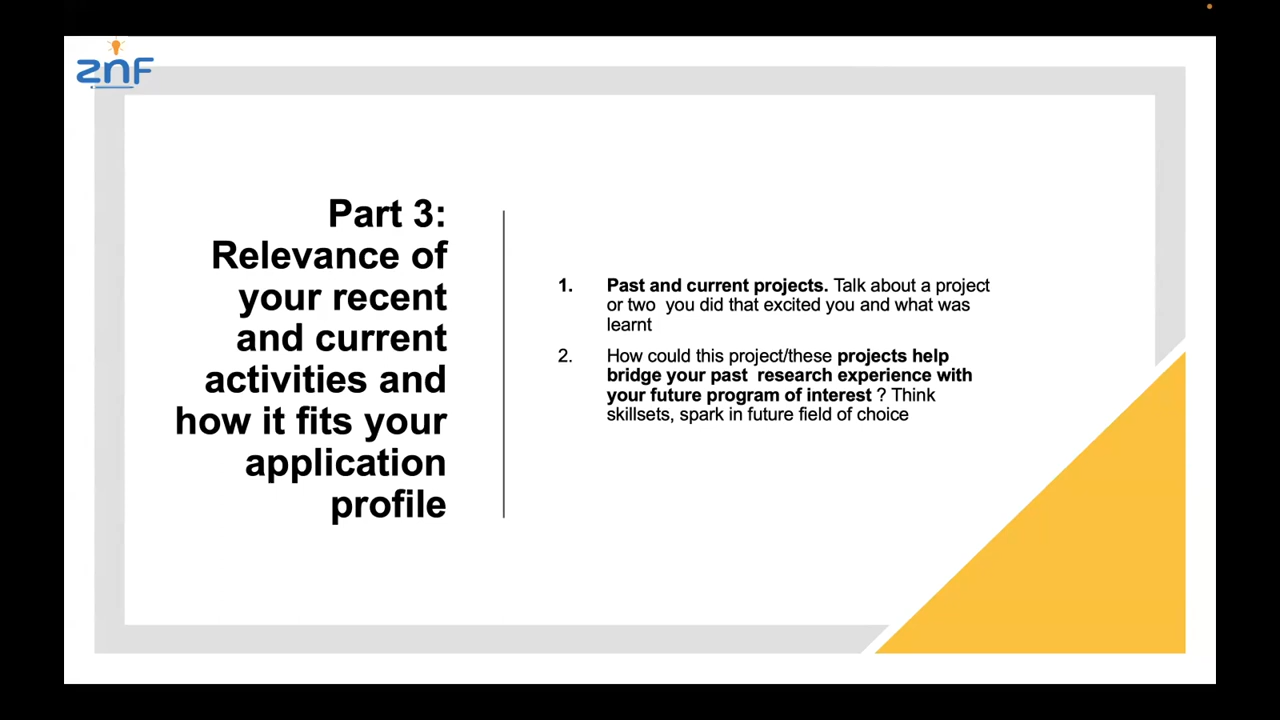 znF
Part 3:
Relevance of
your recent
and current
activities and
how it fits your
application
profile
1. Past and current projects. Talk about a project
or two  you did that excited you and what was
learnt
2. How could this project/these projects help
bridge your past  research experience with
your future program of interest ? Think
skillsets, spark in future field of choice